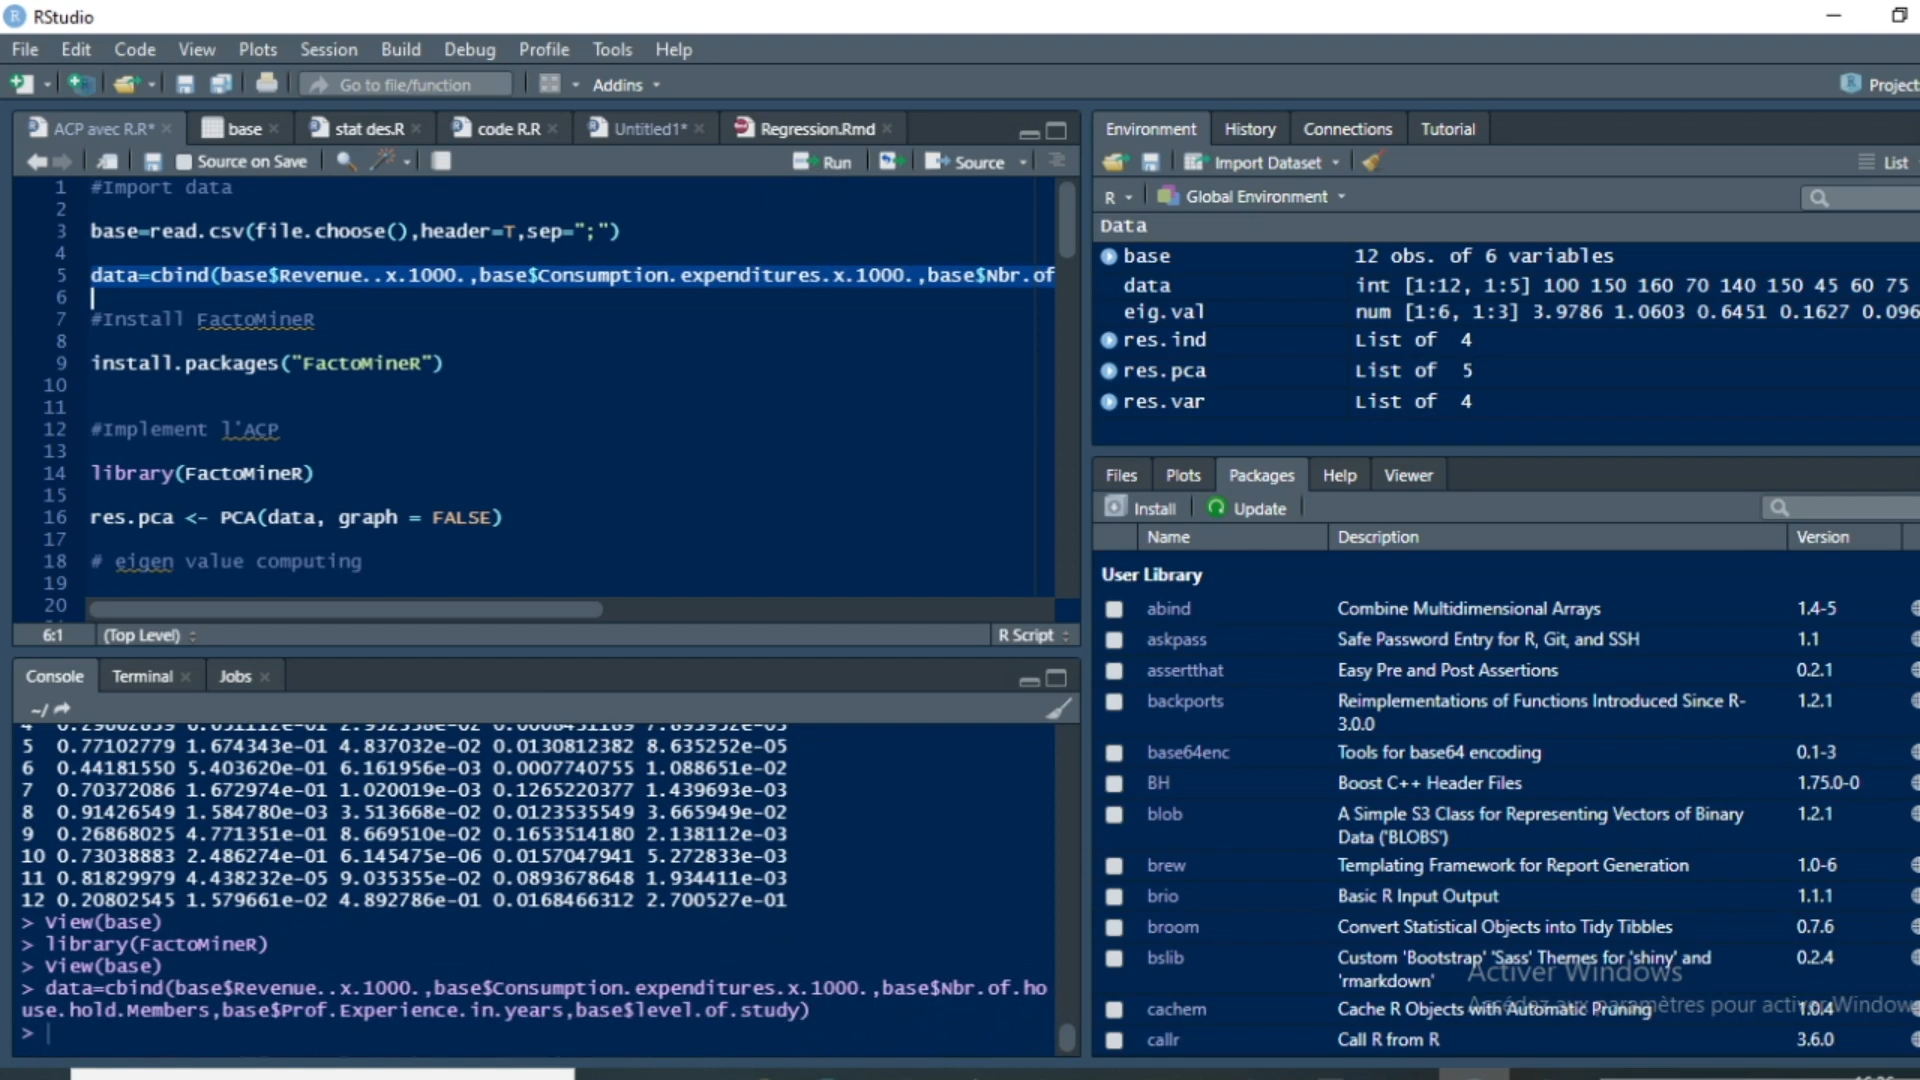 RStudio
File Edit Code View Plots Session Build Debug Profile Tools Help
Go to file/function Addins Project
ACP avec R.R* base stat des.R code R.R Untitled1* Regression.Rmd
Source on Save Run Source
1 #Import data
2
3 base=read.csv(file.choose(),header=T,sep=";")
4
5 data=cbind(base$Revenue..x.1000.,base$Consumption.expenditures.x.1000.,base$Nbr.of
6
7 #Install FactoMineR
8
9 install.packages("FactoMineR")
10
11
12 #Implement l'ACP
13
14 library(FactoMineR)
15
16 res.pca <- PCA(data, graph = FALSE)
17
18 # eigen value computing
19
20
6:1 (Top Level) R Script
Console Terminal Jobs
~/
5 0.77102779 1.674343e-01 4.837032e-02 0.0130812382 8.635252e-05
6 0.44181550 5.403620e-01 6.161956e-03 0.0007740755 1.088651e-02
7 0.70372086 1.672974e-01 1.020019e-03 0.1265220377 1.439693e-03
8 0.91426549 1.584780e-03 3.513668e-02 0.0123535549 3.665949e-02
9 0.26868025 4.771351e-01 8.669510e-02 0.1653514180 2.138112e-03
10 0.73038883 2.486274e-01 6.145475e-06 0.0157047941 5.272833e-03
11 0.81829979 4.438232e-05 9.035355e-02 0.0893678648 1.934411e-03
12 0.20802545 1.579661e-02 4.892786e-01 0.0168466312 2.700527e-01
> View(base)
> library(FactoMineR)
> View(base)
> data=cbind(base$Revenue..x.1000.,base$Consumption.expenditures.x.1000.,base$Nbr.of.ho
use.hold.Members,base$Prof.Experience.in.years,base$level.of.study)
>
Environment History Connections Tutorial
Import Dataset List
R Global Environment
Data
base 12 obs. of 6 variables
data int [1:12, 1:5] 100 150 160 70 140 150 45 60 75
eig.val num [1:6, 1:3] 3.9786 1.0603 0.6451 0.1627 0.096
res.ind List of 4
res.pca List of 5
res.var List of 4
Files Plots Packages Help Viewer
Install Update
Name Description Version
User Library
abind Combine Multidimensional Arrays 1.4-5
askpass Safe Password Entry for R, Git, and SSH 1.1
assertthat Easy Pre and Post Assertions 0.2.1
backports Reimplementations of Functions Introduced Since R- 1.2.1
3.0.0
base64enc Tools for base64 encoding 0.1-3
BH Boost C++ Header Files 1.75.0-0
blob A Simple S3 Class for Representing Vectors of Binary 1.2.1
Data ('BLOBS')
brew Templating Framework for Report Generation 1.0-6
brio Basic R Input Output 1.1.1
broom Convert Statistical Objects into Tidy Tibbles 0.7.6
bslib Custom 'Bootstrap' 'Sass' Themes for 'shiny' and 0.2.4
'rmarkdown'
Activer Windows
cachem Cache R Objects with Automatic Pruning 1.0.4
Accédez aux paramètres pour activer Window
callr Call R from R 3.6.0